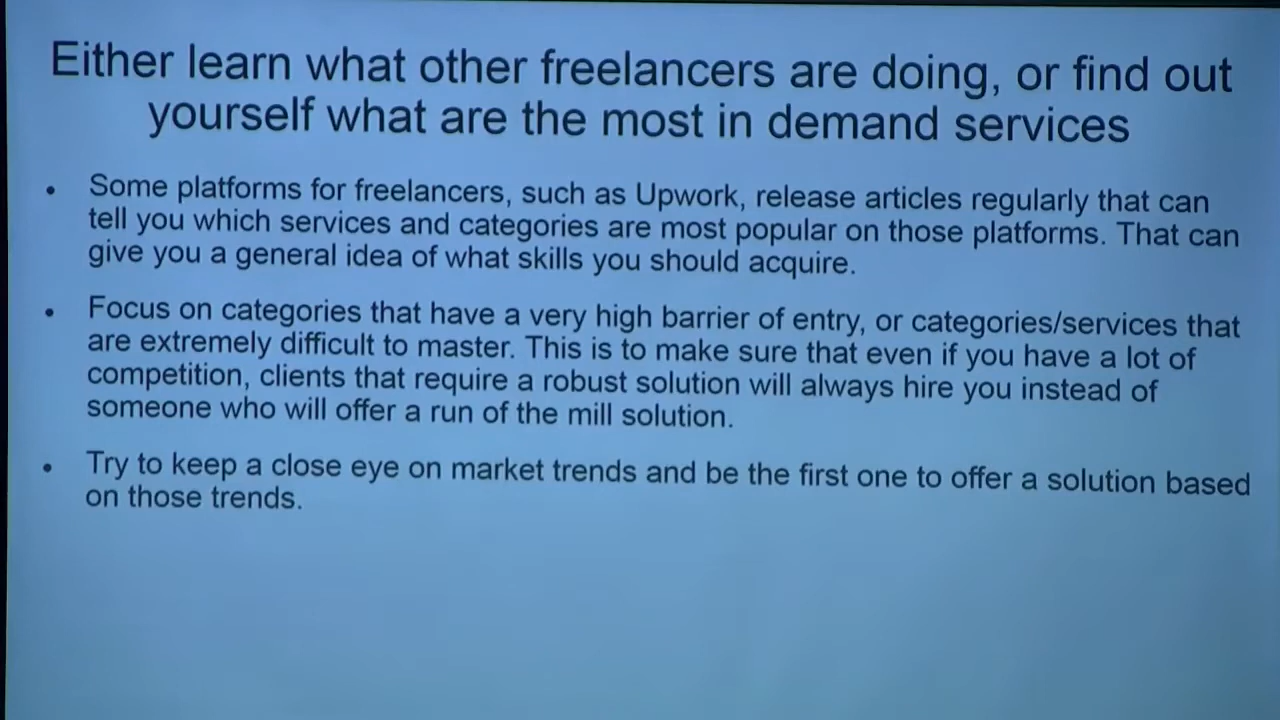 Either learn what other freelancers are doing, or find out
yourself what are the most in demand services
• Some platforms for freelancers, such as Upwork, release articles regularly that can
tell you which services and categories are most popular on those platforms. That can
give you a general idea of what skills you should acquire.
• Focus on categories that have a very high barrier of entry, or categories/services that
are extremely difficult to master. This is to make sure that even if you have a lot of
competition, clients that require a robust solution will always hire you instead of
someone who will offer a run of the mill solution.
• Try to keep a close eye on market trends and be the first one to offer a solution based
on those trends.